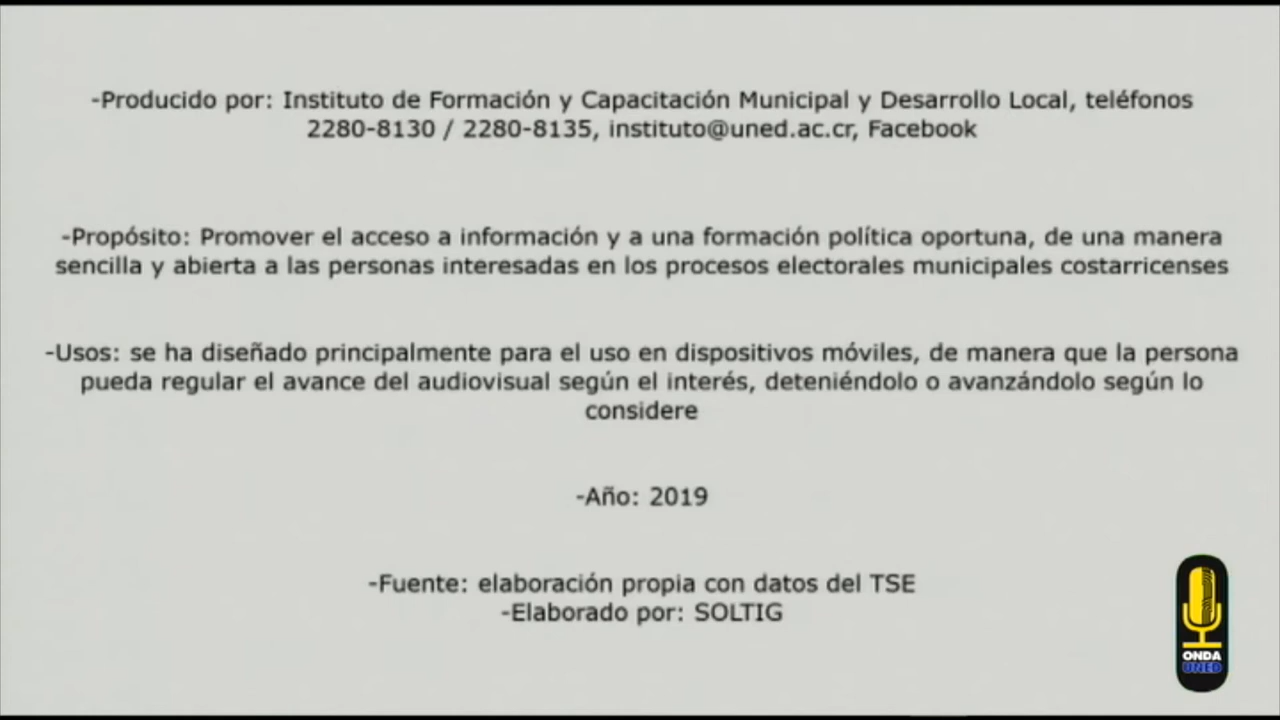 -Producido por: Instituto de Formación y Capacitación Municipal y Desarrollo Local, teléfonos
2280-8130 / 2280-8135, instituto@uned.ac.cr, Facebook
-Propósito: Promover el acceso a información y a una formación política oportuna, de una manera
sencilla y abierta a las personas interesadas en los procesos electorales municipales costarricenses
-Usos: se ha diseñado principalmente para el uso en dispositivos móviles, de manera que la persona
pueda regular el avance del audiovisual según el interés, deteniéndolo o avanzándolo según lo
considere
-Año: 2019
-Fuente: elaboración propia con datos del TSE
-Elaborado por: SOLTIG
ONDA
UNED